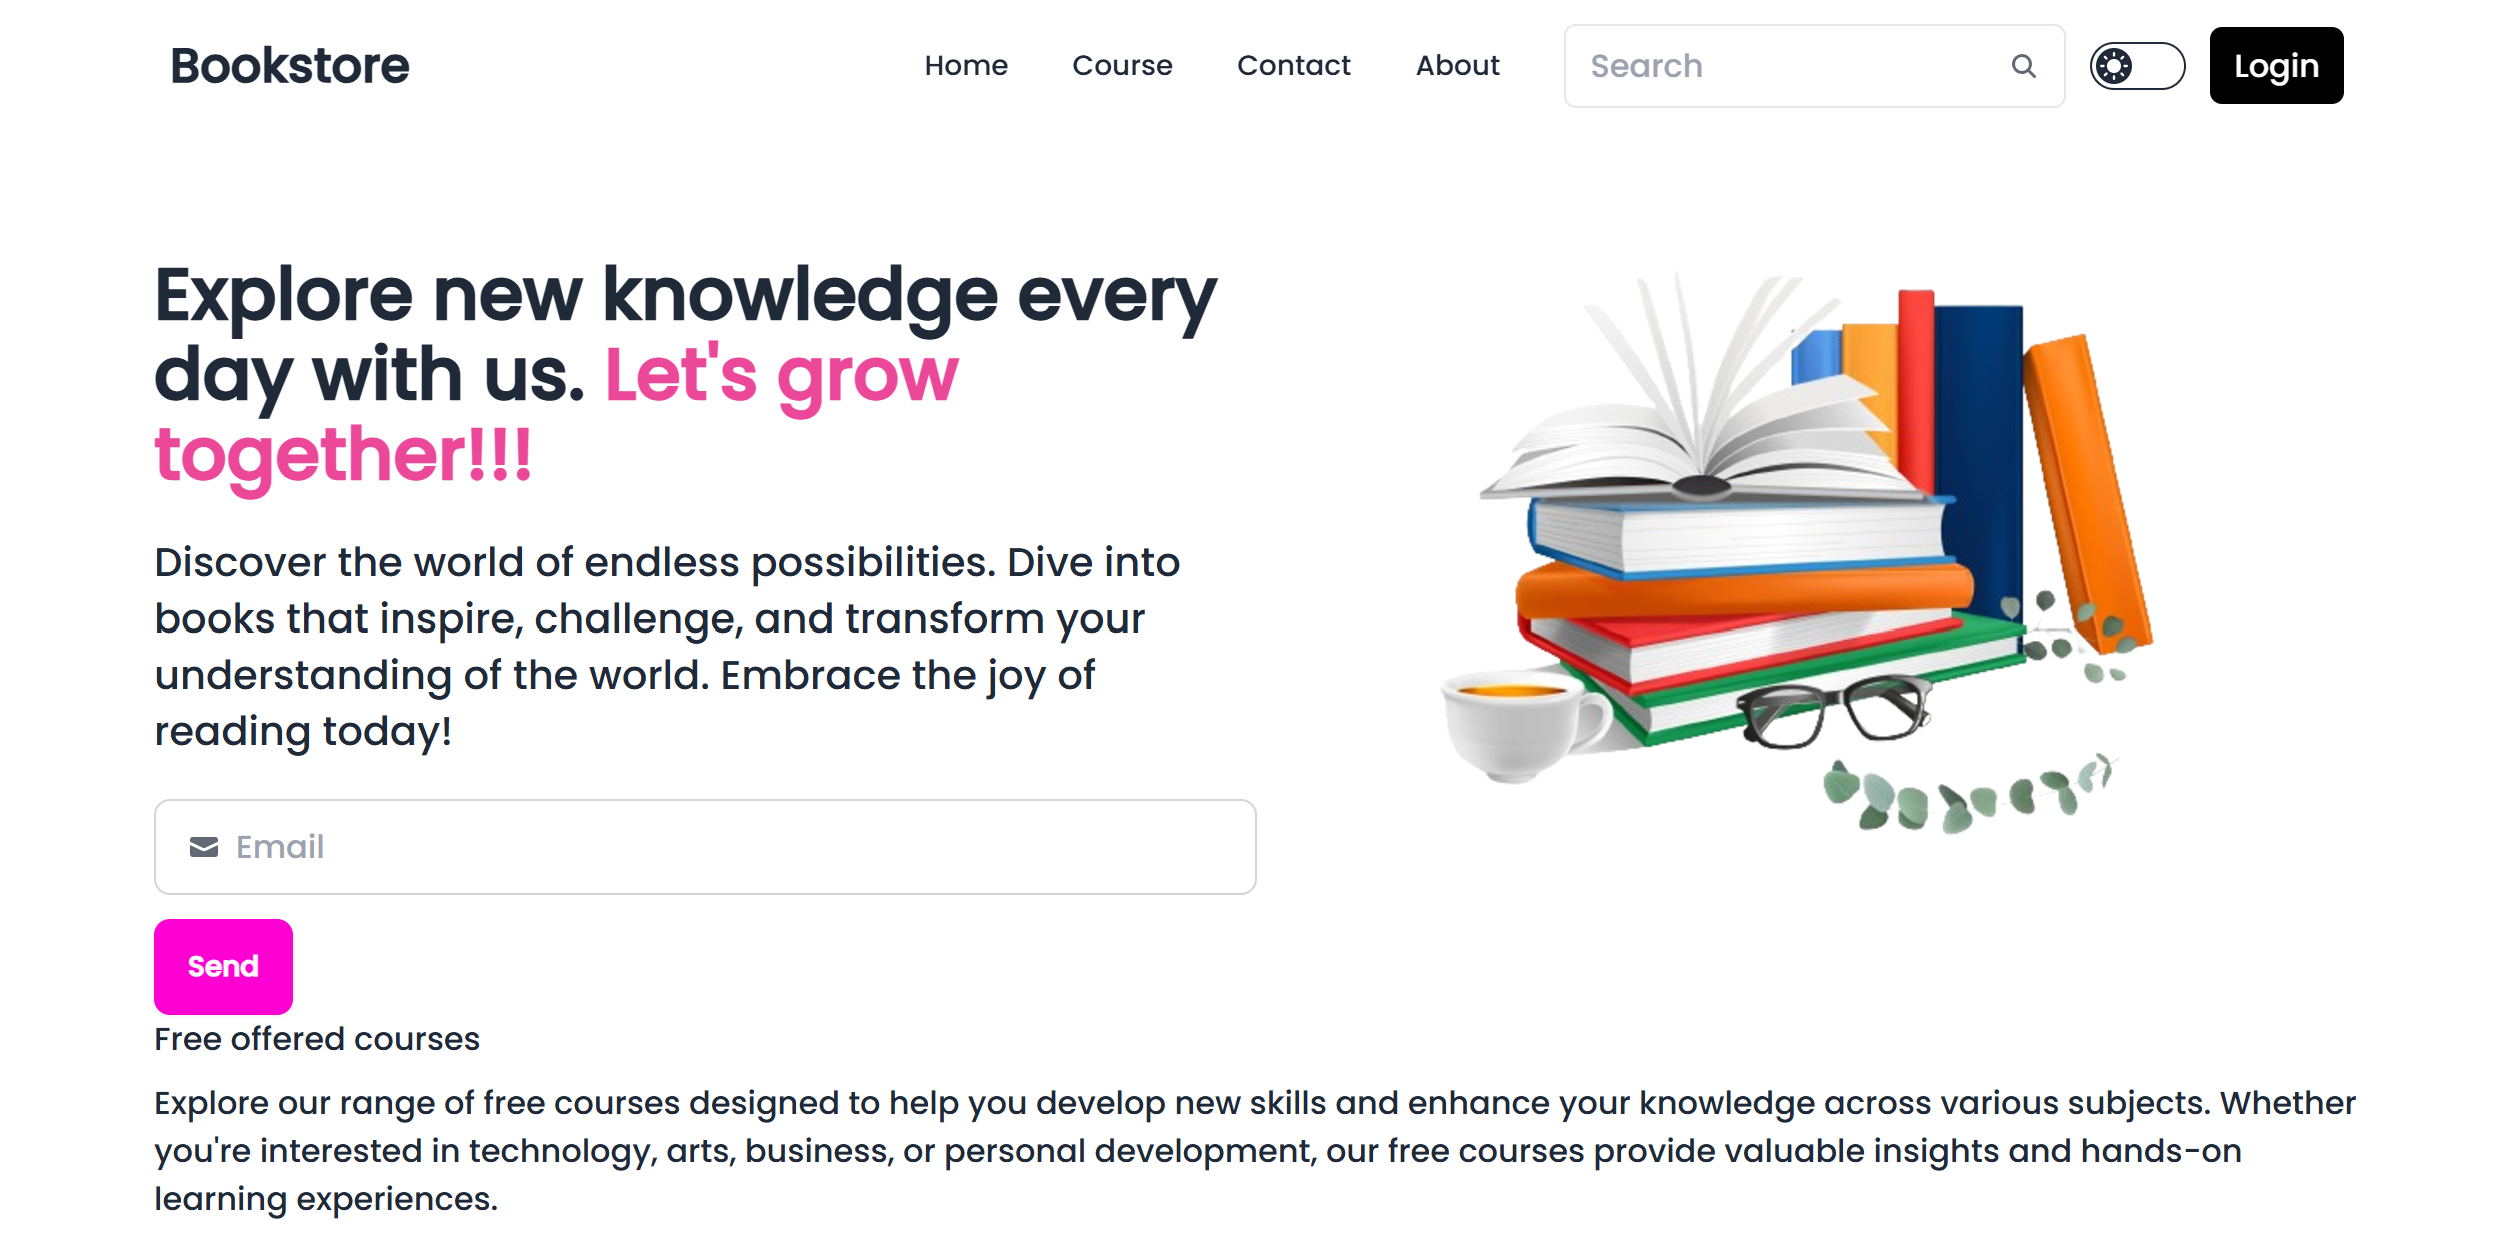 Bookstore
Home Course Contact About Search Login
Explore new knowledge every
day with us. Let's grow
together!!!
Discover the world of endless possibilities. Dive into
books that inspire, challenge, and transform your
understanding of the world. Embrace the joy of
reading today!
Email
Send
Free offered courses
Explore our range of free courses designed to help you develop new skills and enhance your knowledge across various subjects. Whether
you're interested in technology, arts, business, or personal development, our free courses provide valuable insights and hands-on
learning experiences.